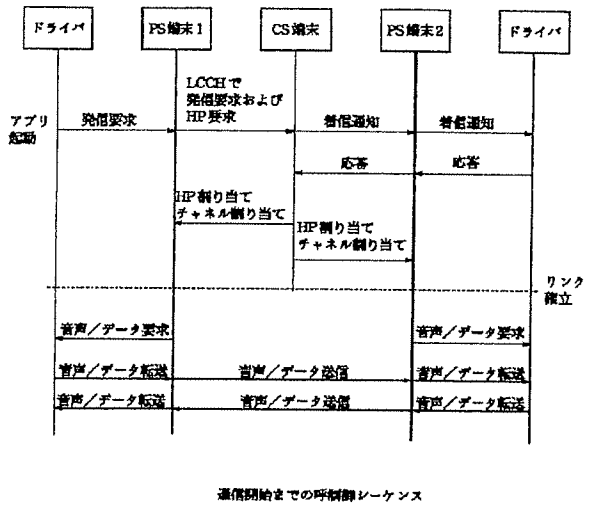 ドライバ
PS端末1
CS端末
PS端末2
ドライバ
アプリ
起動
発信要求
LCCHで
発信要求および
HP要求
着信通知
着信通知
応答
応答
HP割り当て
チャネル割り当て
HP割り当て
チャネル割り当て
リンク
確立
音声／データ要求
音声／データ要求
音声／データ転送
音声／データ送信
音声／データ転送
音声／データ転送
音声／データ送信
音声／データ転送
通信開始までの呼制御シーケンス